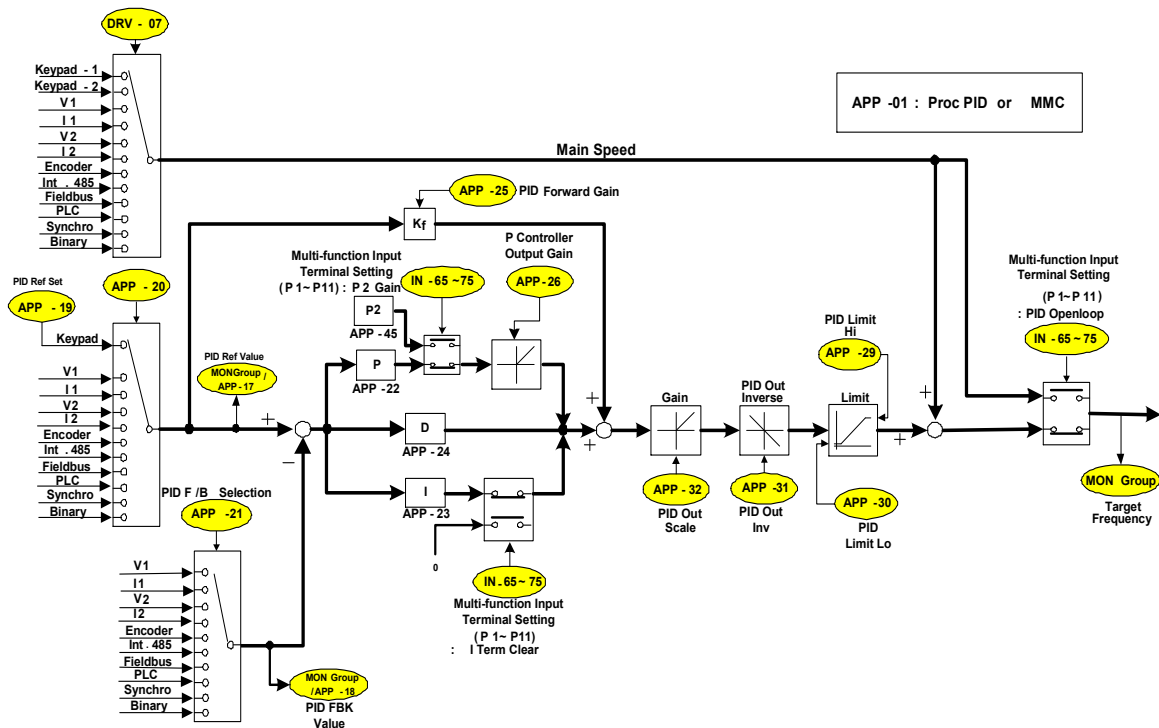 DRV - 07
Keypad - 1
Keypad - 2
V 1
I 1
V 2
I 2
Encoder
Int . 485
Fieldbus
PLC
Synchro
Binary
APP -01 : Proc PID or MMC
Main Speed
APP -25 PID Forward Gain
Kf
P Controller
Output Gain
APP-26
Multi-function Input
Terminal Setting
(P 1~ P11) : P 2 Gain
IN -65 ~75
P2
APP -45
P
APP -22
D
APP -24
I
APP -23
0
IN - 65 ~ 75
Multi-function Input
Terminal Setting
( P 1~ P11)
: I Term Clear
PID Ref Set
APP - 19
APP - 20
Keypad
V1
I 1
V2
I 2
Encoder
Int . 485
Fieldbus
PLC
Synchro
Binary
PID Ref Value
MONGroup /
APP-17
+
−
PID F /B Selection
APP -21
V1
I1
V2
I2
Encoder
Int . 485
Fieldbus
PLC
Synchro
Binary
MON Group
/APP - 18
PID FBK
Value
+
+
Gain
APP - 32
PID Out
Scale
PID Out
Inverse
APP - 31
PID Out
Inv
PID Limit
Hi
APP -29
Limit
APP -30
PID
Limit Lo
+
+
Multi-function Input
Terminal Setting
(P 1~ P 11)
: PID Openloop
IN - 65~ 75
MON Group
Target
Frequency